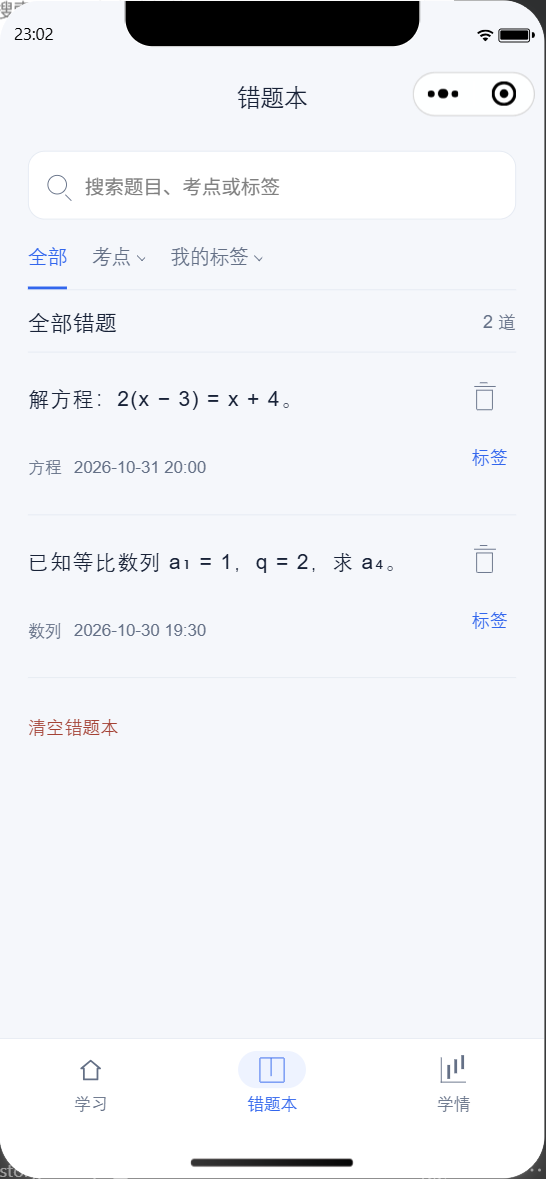 23:02
错题本
搜索题目、考点或标签
全部 考点 我的标签
全部错题 2 道
解方程：2(x − 3) = x + 4。
标签
方程 2026-10-31 20:00
已知等比数列 a₁ = 1，q = 2，求 a₄。
标签
数列 2026-10-30 19:30
清空错题本
学习 错题本 学情